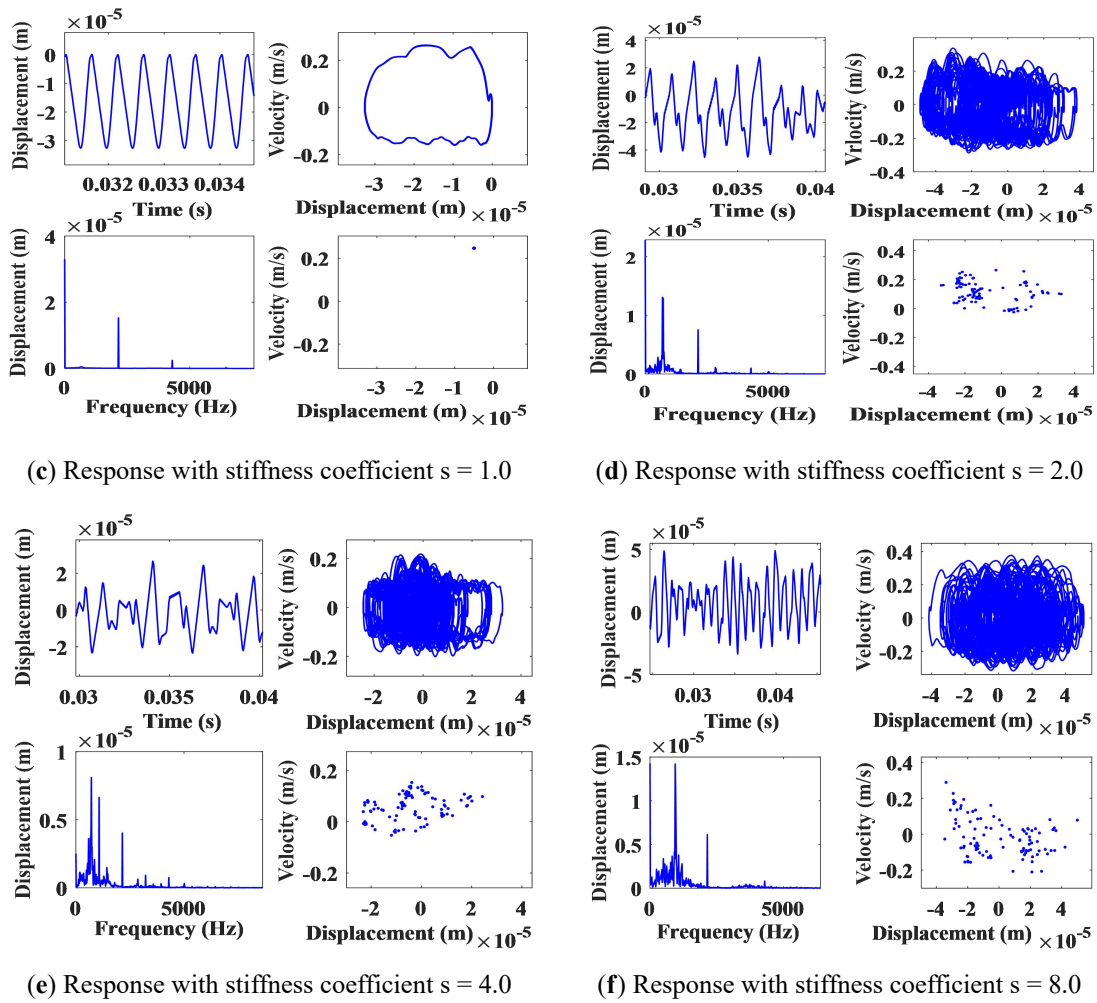 ×10⁻⁵
Displacement (m)
0
-1
-2
-3
0.032 0.033 0.034
Time (s)
Velocity (m/s)
0.2
0
-0.2
-3 -2 -1 0
Displacement (m) ×10⁻⁵
×10⁻⁵
Displacement (m)
4
2
0
0 5000
Frequency (Hz)
Velocity (m/s)
0.2
0
-0.2
-3 -2 -1 0
Displacement (m) ×10⁻⁵
(c) Response with stiffness coefficient s = 1.0
×10⁻⁵
Displacement (m)
4
2
0
-2
-4
0.03 0.035 0.04
Time (s)
Vrlocity (m/s)
0.2
0
-0.2
-0.4
-4 -2 0 2 4
Displacement (m) ×10⁻⁵
×10⁻⁵
Displacement (m)
2
1
0
0 5000
Frequency (Hz)
Velocity (m/s)
0.4
0.2
0
-0.2
-0.4
-4 -2 0 2 4
Displacement (m) ×10⁻⁵
(d) Response with stiffness coefficient s = 2.0
×10⁻⁵
Displacement (m)
2
0
-2
0.03 0.035 0.04
Time (s)
Velocity (m/s)
0.2
0
-0.2
-2 0 2 4
Displacement (m) ×10⁻⁵
×10⁻⁵
Displacement (m)
1
0.5
0
0 5000
Frequency (Hz)
Velocity (m/s)
0.2
0
-0.2
-2 0 2 4
Displacement (m) ×10⁻⁵
(e) Response with stiffness coefficient s = 4.0
×10⁻⁵
Displacement (m)
5
0
-5
0.03 0.04
Time (s)
Velocity (m/s)
0.4
0.2
0
-0.2
-4 -2 0 2 4
Displacement (m) ×10⁻⁵
×10⁻⁵
Displacement (m)
1.5
1
0.5
0
0 5000
Frequency (Hz)
Velocity (m/s)
0.4
0.2
0
-0.2
-4 -2 0 2 4
Displacement (m) ×10⁻⁵
(f) Response with stiffness coefficient s = 8.0